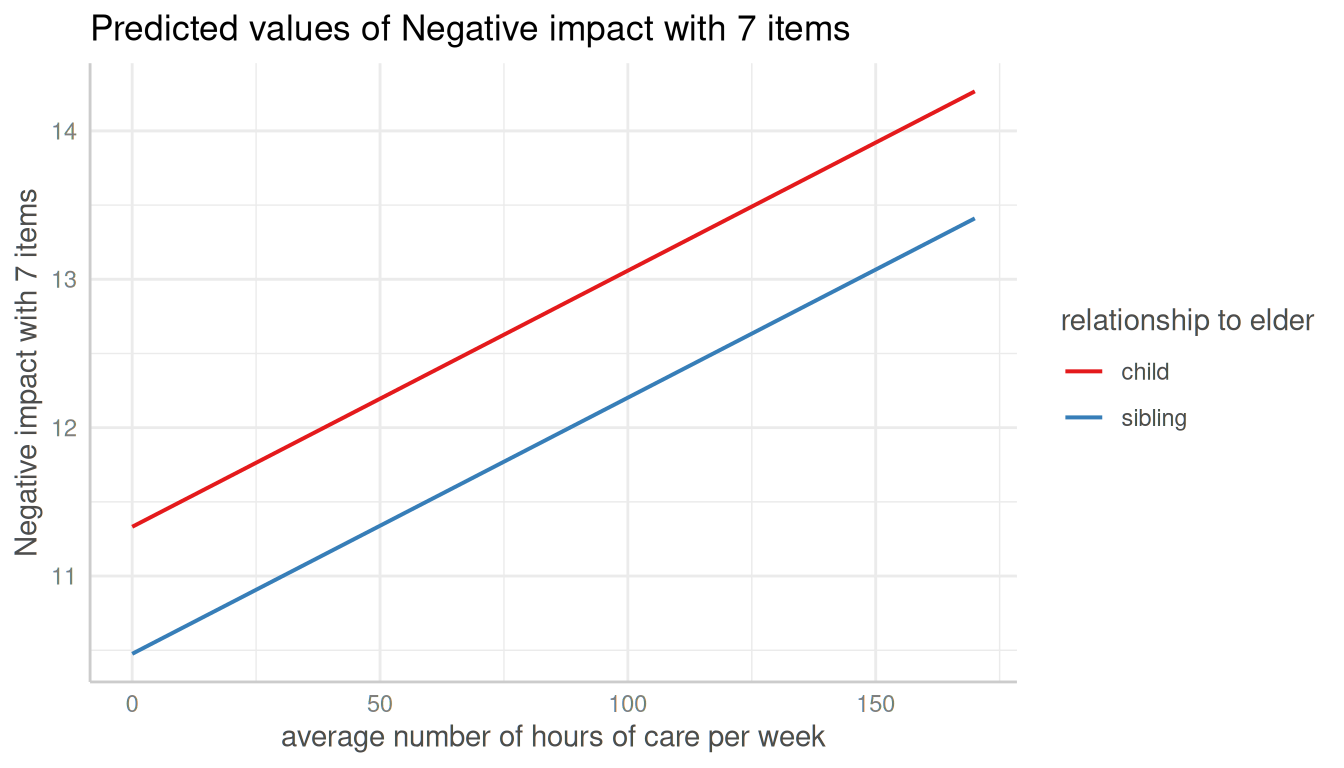 Predicted values of Negative impact with 7 items
Negative impact with 7 items
14
13
12
11
0 50 100 150
average number of hours of care per week
relationship to elder
child
sibling